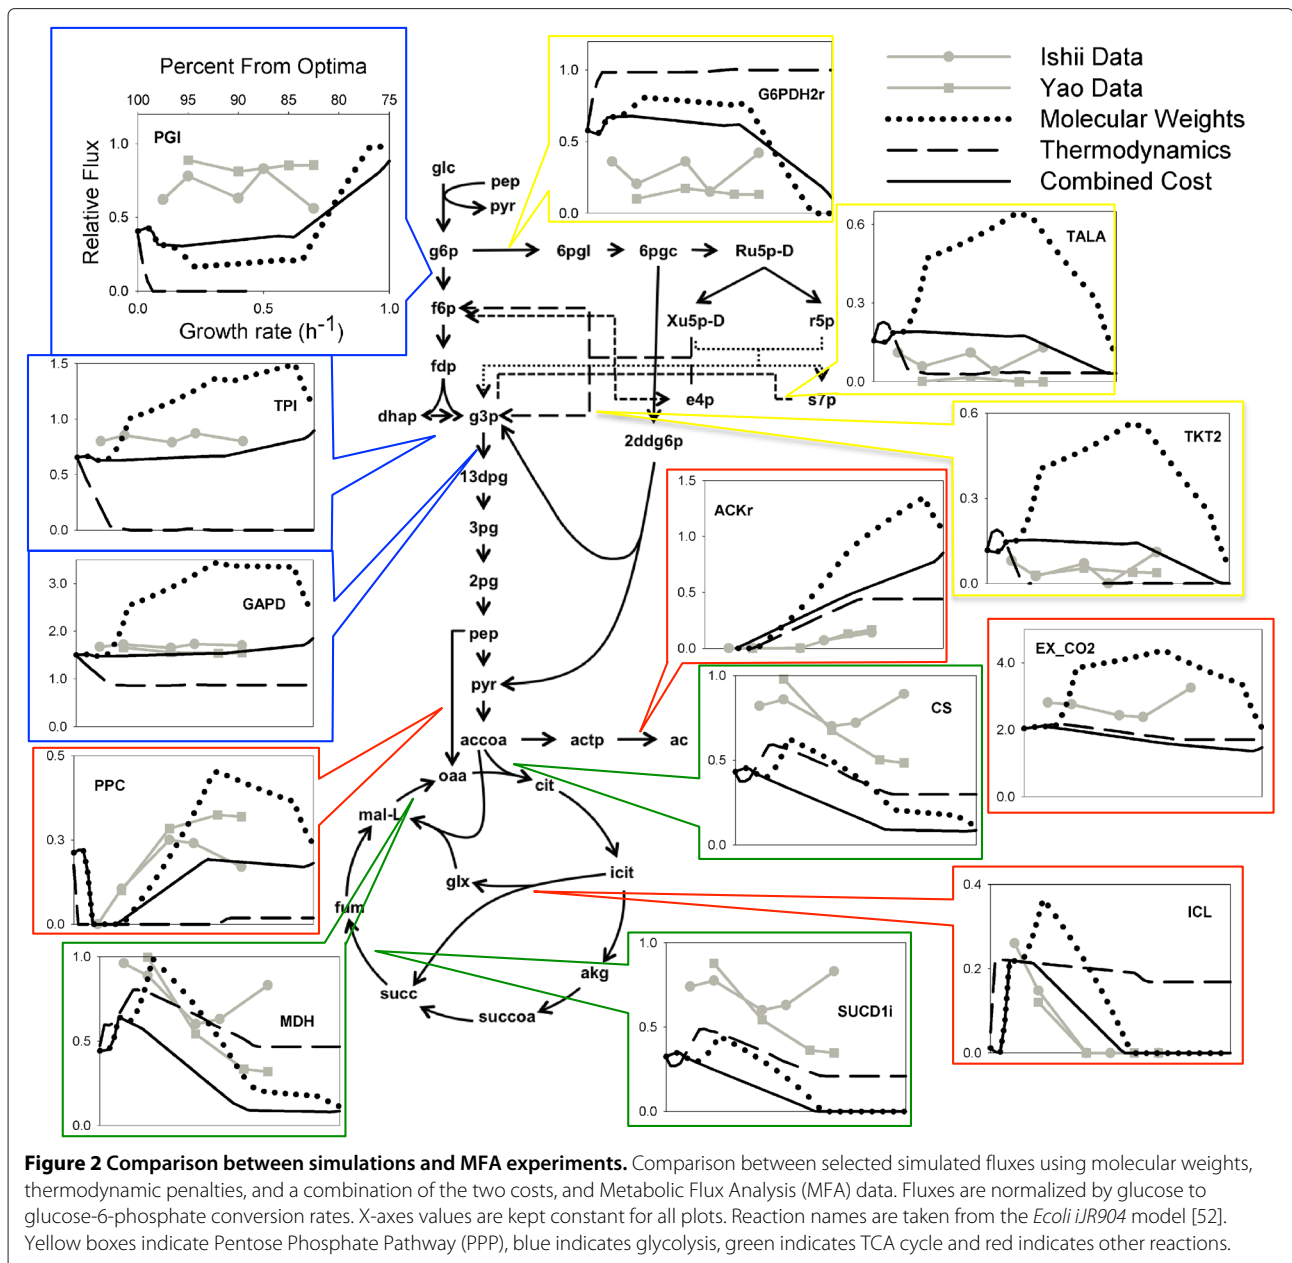 Percent From Optima
100 95 90 85 80 75
PGI
1.0
0.5
0.0
Relative Flux
0.0 0.5 1.0
Growth rate (h-1)
1.0
0.5
0.0
G6PDH2r
Ishii Data
Yao Data
Molecular Weights
Thermodynamics
Combined Cost
glc
pep
pyr
g6p
6pgl
6pgc
Ru5p-D
0.6
0.3
0.0
TALA
f6p
Xu5p-D
r5p
fdp
dhap
g3p
e4p
s7p
1.5
1.0
0.5
0.0
TPI
2ddg6p
0.6
0.3
0.0
TKT2
13dpg
3pg
2pg
pep
pyr
3.0
2.0
1.0
0.0
GAPD
1.5
1.0
0.5
0.0
ACKr
EX_CO2
4.0
2.0
0.0
accoa
actp
ac
1.0
0.5
0.0
CS
0.5
0.3
0.0
PPC
oaa
cit
mal-L
glx
icit
fum
akg
succ
succoa
0.4
0.2
0.0
ICL
1.0
0.5
0.0
MDH
1.0
0.5
0.0
SUCD1i
Figure 2 Comparison between simulations and MFA experiments. Comparison between selected simulated fluxes using molecular weights,
thermodynamic penalties, and a combination of the two costs, and Metabolic Flux Analysis (MFA) data. Fluxes are normalized by glucose to
glucose-6-phosphate conversion rates. X-axes values are kept constant for all plots. Reaction names are taken from the Ecoli iJR904 model [52].
Yellow boxes indicate Pentose Phosphate Pathway (PPP), blue indicates glycolysis, green indicates TCA cycle and red indicates other reactions.